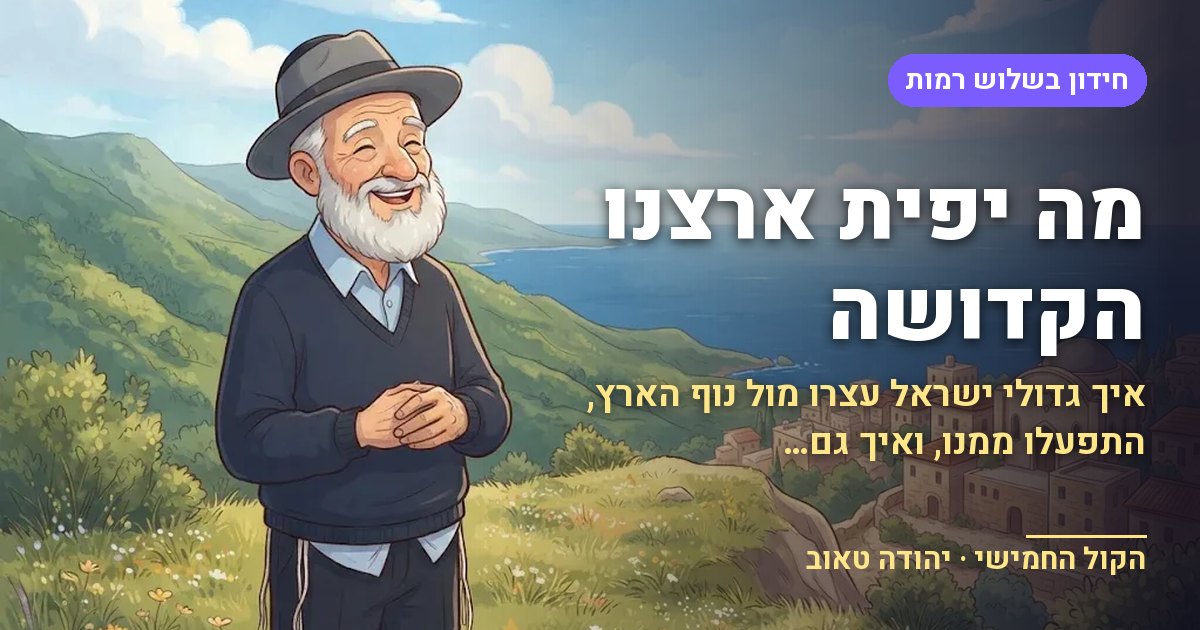 חידון בשלוש רמות
מה יפית ארצנו
הקדושה
איך גדולי ישראל עצרו מול נוף הארץ,
התפעלו ממנו, ואיך גם...
הקול החמישי · יהודה טאוב